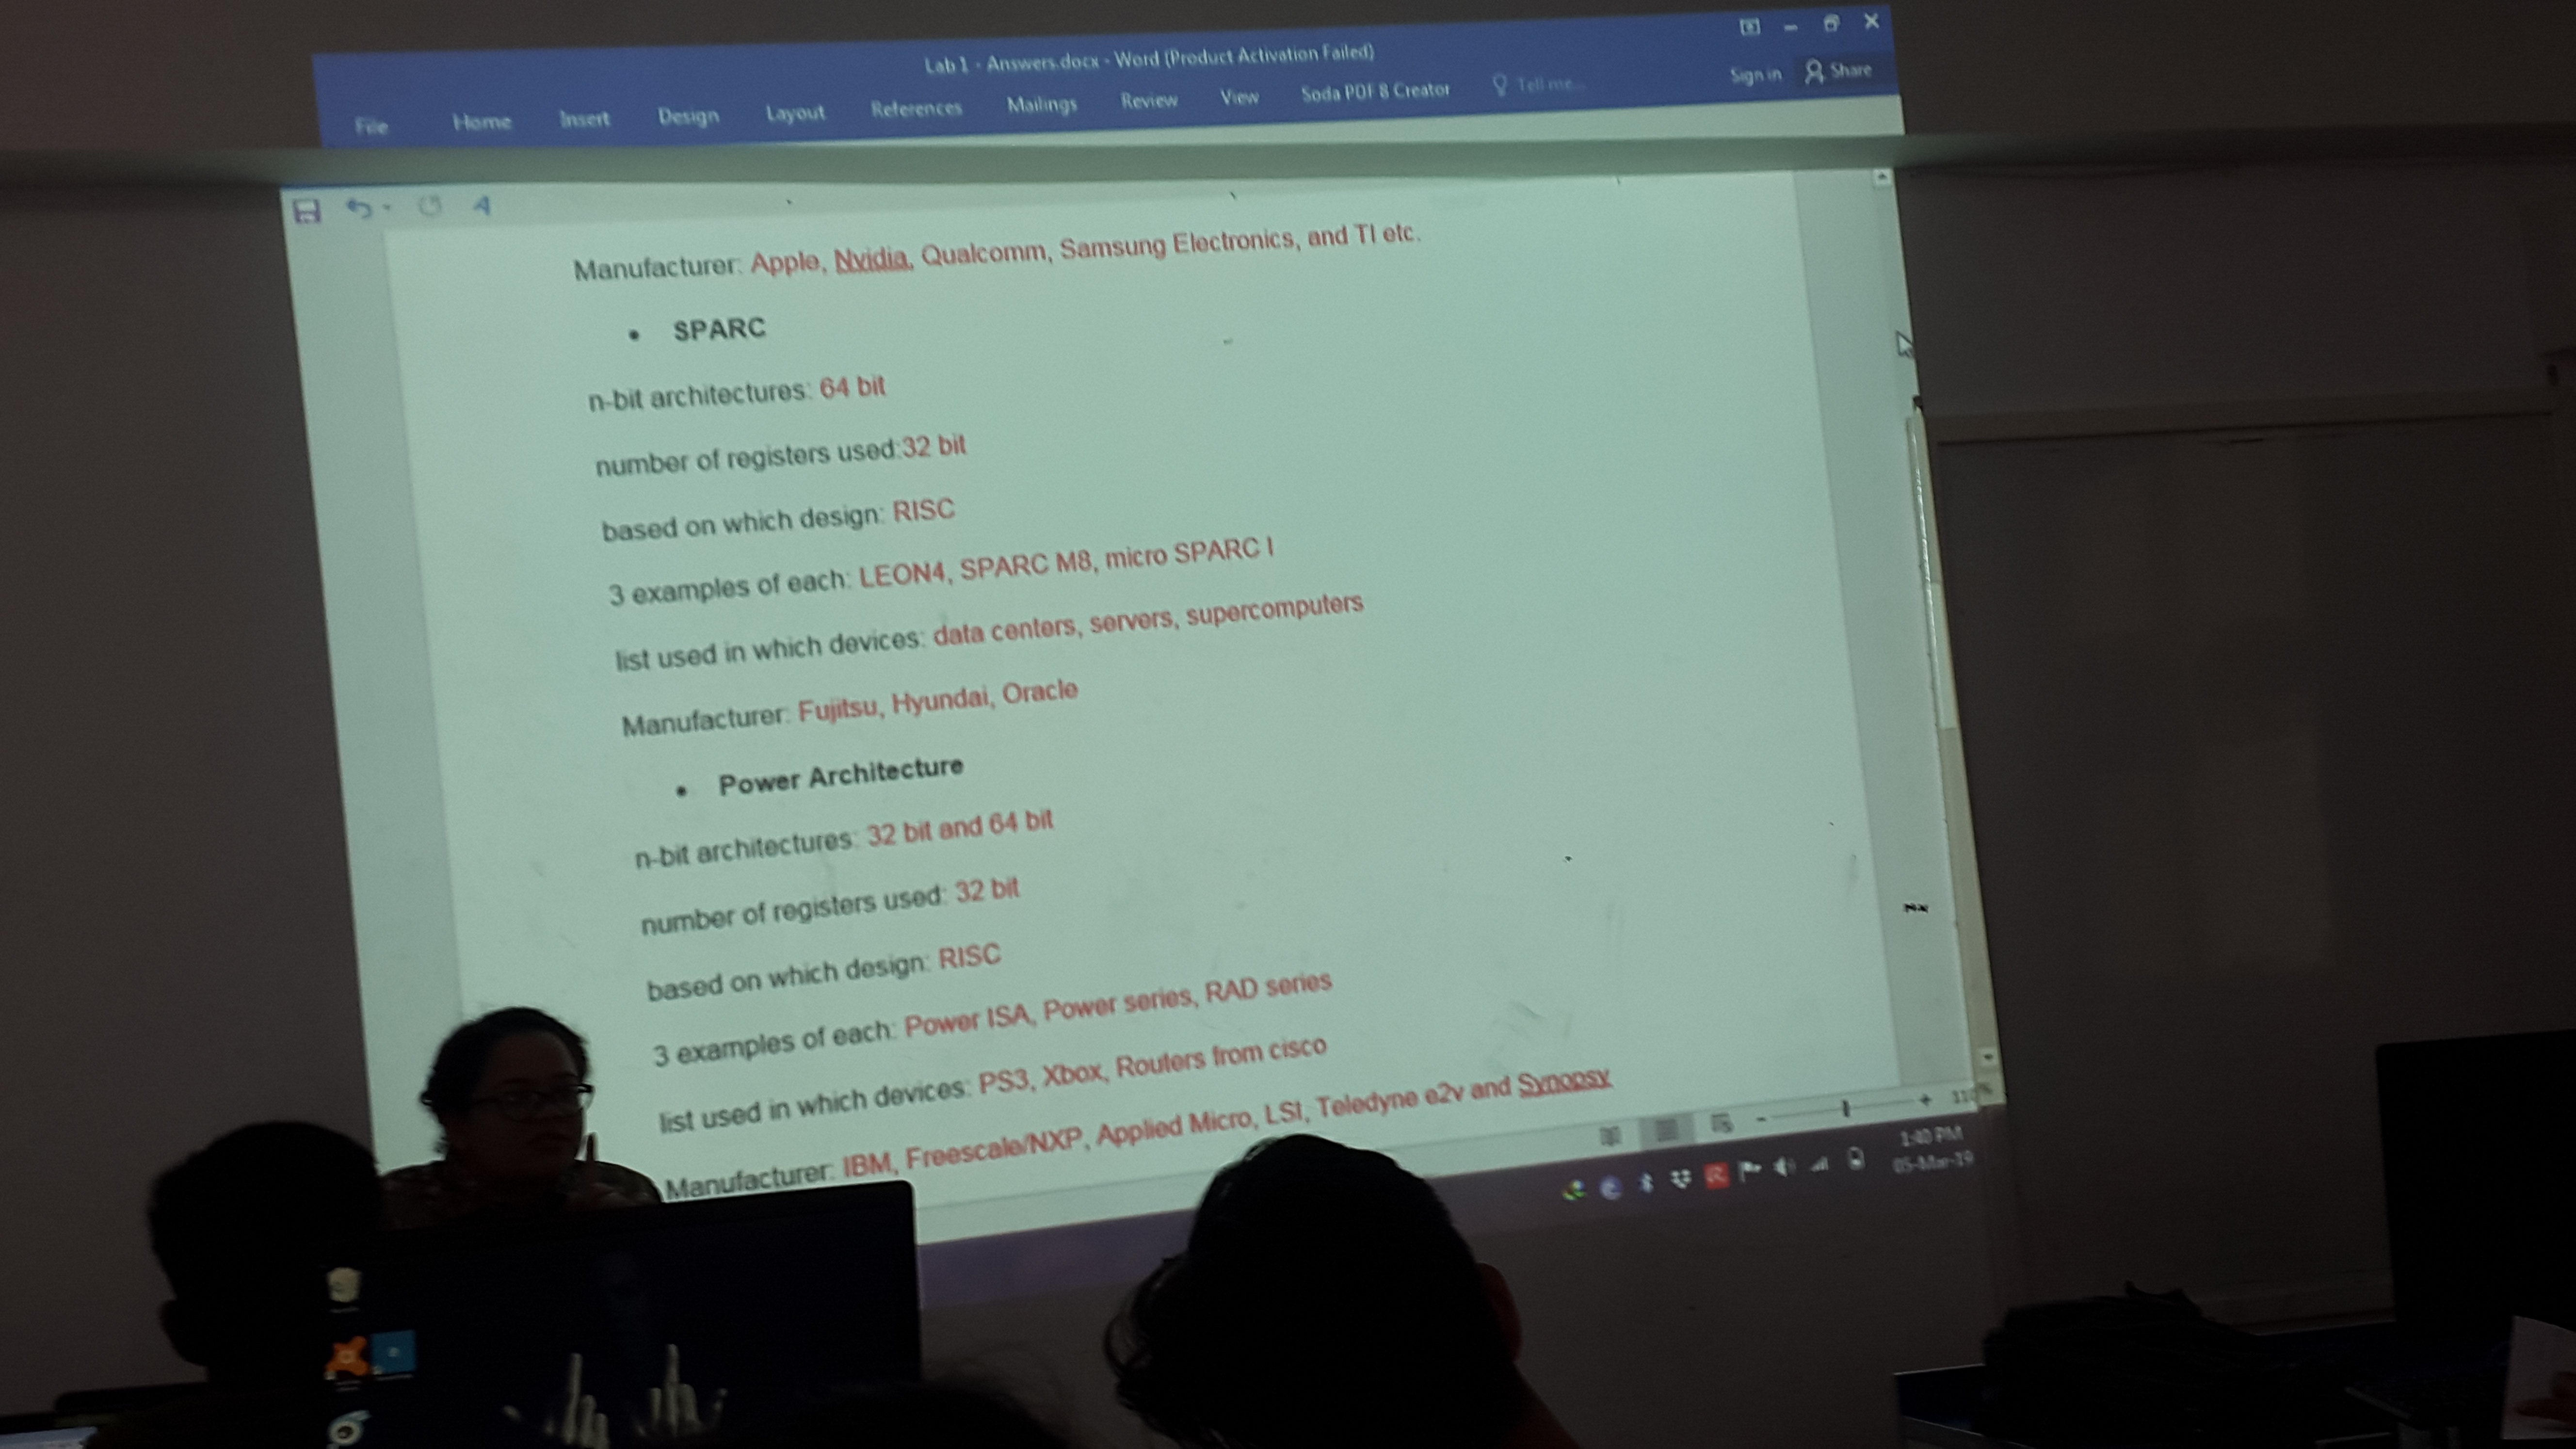 Lab 1 - Answers.docx - Word (Product Activation Failed)
File Home Insert Design Layout References Mailings Review View Soda PDF 8 Creator Tell me... Sign in Share
Manufacturer: Apple, Nvidia, Qualcomm, Samsung Electronics, and TI etc.
• SPARC
n-bit architectures: 64 bit
number of registers used:32 bit
based on which design: RISC
3 examples of each: LEON4, SPARC M8, micro SPARC I
list used in which devices: data centers, servers, supercomputers
Manufacturer: Fujitsu, Hyundai, Oracle
• Power Architecture
n-bit architectures: 32 bit and 64 bit
number of registers used: 32 bit
based on which design: RISC
3 examples of each: Power ISA, Power series, RAD series
list used in which devices: PS3, Xbox, Routers from cisco
Manufacturer: IBM, Freescale/NXP, Applied Micro, LSI, Teledyne e2v and Synopsy
1:40 PM
05-Mar-19